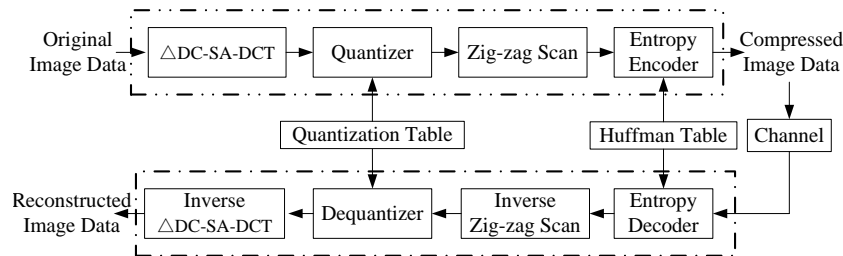 Original
Image Data
△DC-SA-DCT
Quantizer
Zig-zag Scan
Entropy
Encoder
Compressed
Image Data
Quantization Table
Huffman Table
Channel
Reconstructed
Image Data
Inverse
△DC-SA-DCT
Dequantizer
Inverse
Zig-zag Scan
Entropy
Decoder